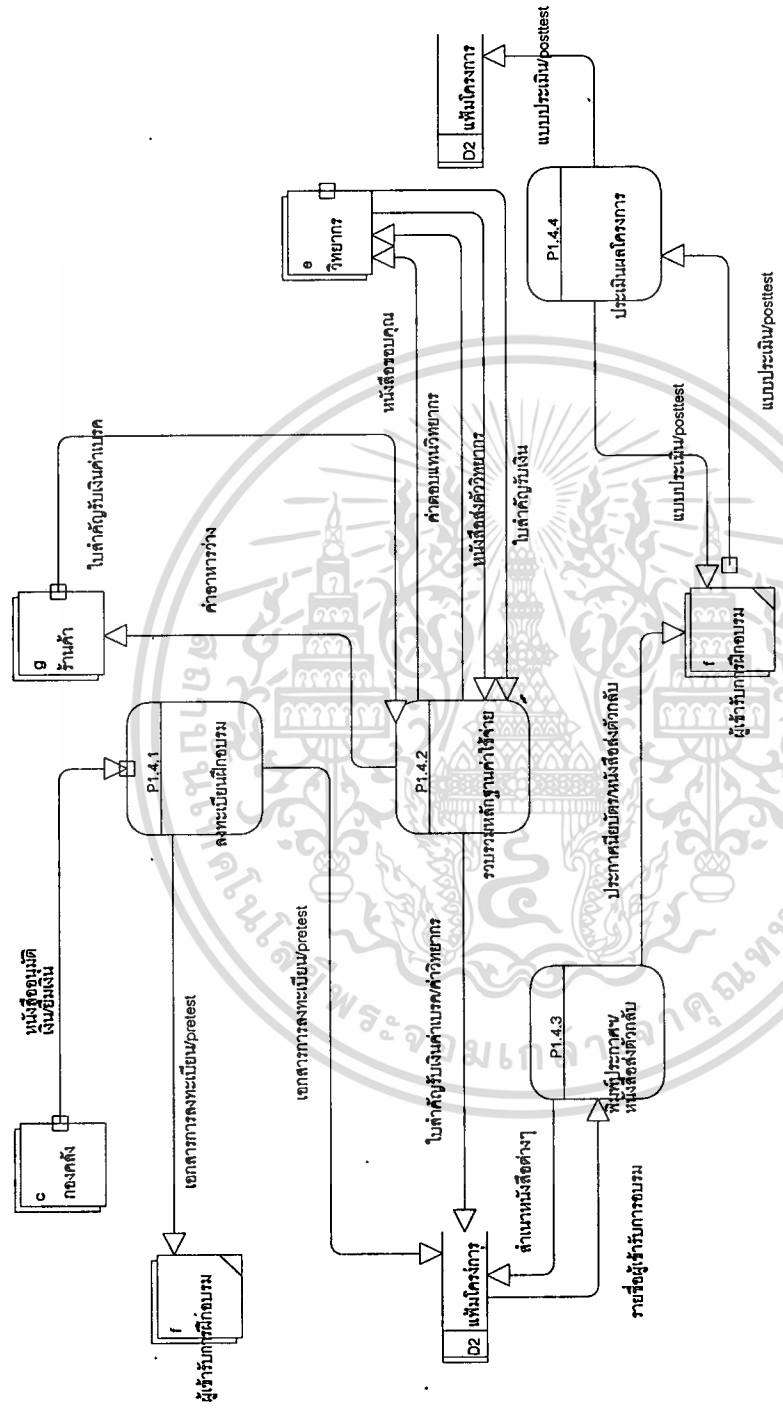 c
กองคลัง
หนังสืออนุมัติ
เงิน/ยืมเงิน
P1.4.1
ลงทะเบียนฝึกอบรม
g
ร้านค้า
ใบสำคัญรับเงินค่าเบรค
ค่าอาหารว่าง
f
ผู้เข้ารับการฝึกอบรม
เอกสารการลงทะเบียน/pretest
เอกสารการลงทะเบียน/pretest
e
วิทยากร
หนังสือขอบคุณ
ค่าตอบแทนวิทยากร
หนังสือส่งตัววิทยากร
ใบสำคัญรับเงิน
P1.4.2
รวบรวมหลักฐานค่าใช้จ่าย
ใบสำคัญรับเงินค่าเบรค/ค่าวิทยากร
D2
แฟ้มโครงการ
สำเนาหนังสือต่างๆ
รายชื่อผู้เข้ารับการอบรม
P1.4.3
พิมพ์ประกาศฯ/
หนังสือส่งตัวกลับ
ประกาศนียบัตร/หนังสือส่งตัวกลับ
f
ผู้เข้ารับการฝึกอบรม
แบบประเมิน/posttest
แบบประเมิน/posttest
P1.4.4
ประเมินผลโครงการ
แบบประเมิน/posttest
D2
แฟ้มโครงการ